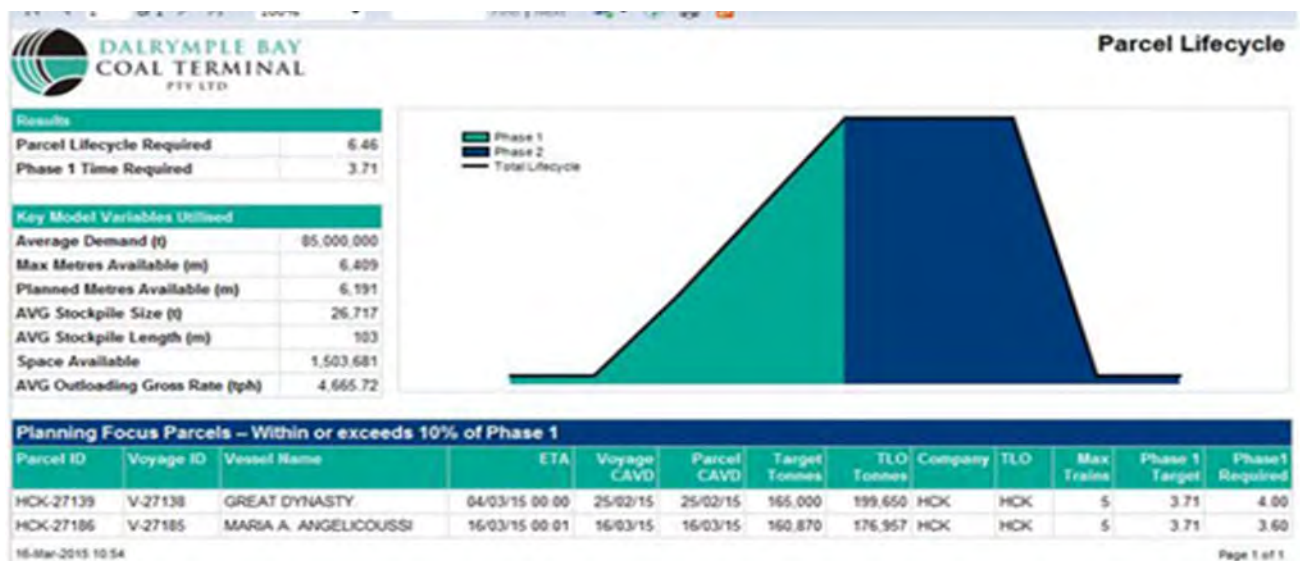 100%
Find | Next
DALRYMPLE BAY
COAL TERMINAL
PTY LTD
Parcel Lifecycle
Results
Parcel Lifecycle Required 6.46
Phase 1 Time Required 3.71
Key Model Variables Utilised
Average Demand (t) 85,000,000
Max Metres Available (m) 6,409
Planned Metres Available (m) 6,191
AVG Stockpile Size (t) 26,717
AVG Stockpile Length (m) 103
Space Available 1,503,681
AVG Outloading Gross Rate (tph) 4,665.72
Phase 1
Phase 2
Total Lifecycle
Planning Focus Parcels – Within or exceeds 10% of Phase 1
Parcel ID Voyage ID Vessel Name ETA Voyage CAVD Parcel CAVD Target Tonnes TLO Tonnes Company TLO Max Trains Phase 1 Target Phase1 Required
HCK-27139 V-27138 GREAT DYNASTY 04/03/15 00:00 25/02/15 25/02/15 165,000 199,650 HCK HCK 5 3.71 4.00
HCK-27186 V-27185 MARIA A. ANGELICOUSSI 16/03/15 00:01 16/03/15 16/03/15 160,870 176,957 HCK HCK 5 3.71 3.60
16-Mar-2015 10:54 Page 1 of 1